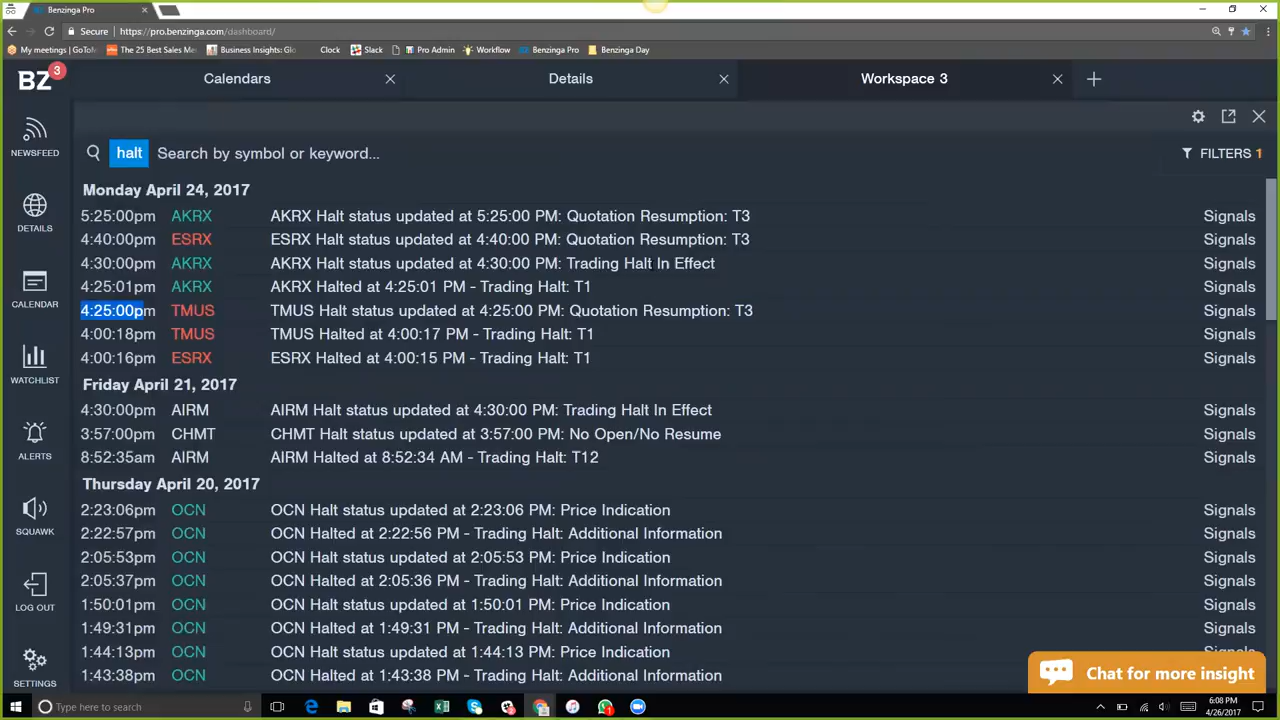 Benzinga Pro
Secure https://pro.benzinga.com/dashboard/
My meetings | GoToM
The 25 Best Sales Me
Business Insights: Glo
Clock
Slack
Pro Admin
Workflow
Benzinga Pro
Benzinga Day
BZ 3
Calendars
Details
Workspace 3
NEWSFEED
DETAILS
CALENDAR
WATCHLIST
ALERTS
SQUAWK
LOG OUT
SETTINGS
halt Search by symbol or keyword... FILTERS 1
Monday April 24, 2017
5:25:00pm AKRX AKRX Halt status updated at 5:25:00 PM: Quotation Resumption: T3 Signals
4:40:00pm ESRX ESRX Halt status updated at 4:40:00 PM: Quotation Resumption: T3 Signals
4:30:00pm AKRX AKRX Halt status updated at 4:30:00 PM: Trading Halt In Effect Signals
4:25:01pm AKRX AKRX Halted at 4:25:01 PM - Trading Halt: T1 Signals
4:25:00pm TMUS TMUS Halt status updated at 4:25:00 PM: Quotation Resumption: T3 Signals
4:00:18pm TMUS TMUS Halted at 4:00:17 PM - Trading Halt: T1 Signals
4:00:16pm ESRX ESRX Halted at 4:00:15 PM - Trading Halt: T1 Signals
Friday April 21, 2017
4:30:00pm AIRM AIRM Halt status updated at 4:30:00 PM: Trading Halt In Effect Signals
3:57:00pm CHMT CHMT Halt status updated at 3:57:00 PM: No Open/No Resume Signals
8:52:35am AIRM AIRM Halted at 8:52:34 AM - Trading Halt: T12 Signals
Thursday April 20, 2017
2:23:06pm OCN OCN Halt status updated at 2:23:06 PM: Price Indication Signals
2:22:57pm OCN OCN Halted at 2:22:56 PM - Trading Halt: Additional Information Signals
2:05:53pm OCN OCN Halt status updated at 2:05:53 PM: Price Indication Signals
2:05:37pm OCN OCN Halted at 2:05:36 PM - Trading Halt: Additional Information Signals
1:50:01pm OCN OCN Halt status updated at 1:50:01 PM: Price Indication Signals
1:49:31pm OCN OCN Halted at 1:49:31 PM - Trading Halt: Additional Information Signals
1:44:13pm OCN OCN Halt status updated at 1:44:13 PM: Price Indication
1:43:38pm OCN OCN Halted at 1:43:38 PM - Trading Halt: Additional Information
Chat for more insight
Type here to search
6:08 PM
4/26/2017